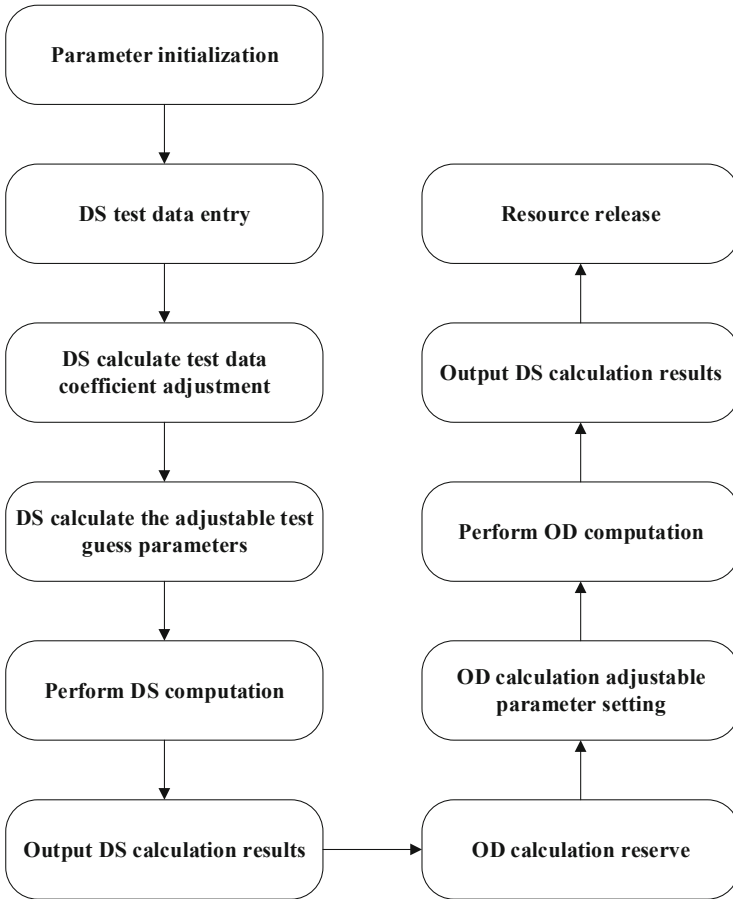 Parameter initialization
DS test data entry
DS calculate test data
coefficient adjustment
DS calculate the adjustable test
guess parameters
Perform DS computation
Output DS calculation results
OD calculation reserve
OD calculation adjustable
parameter setting
Perform OD computation
Output DS calculation results
Resource release